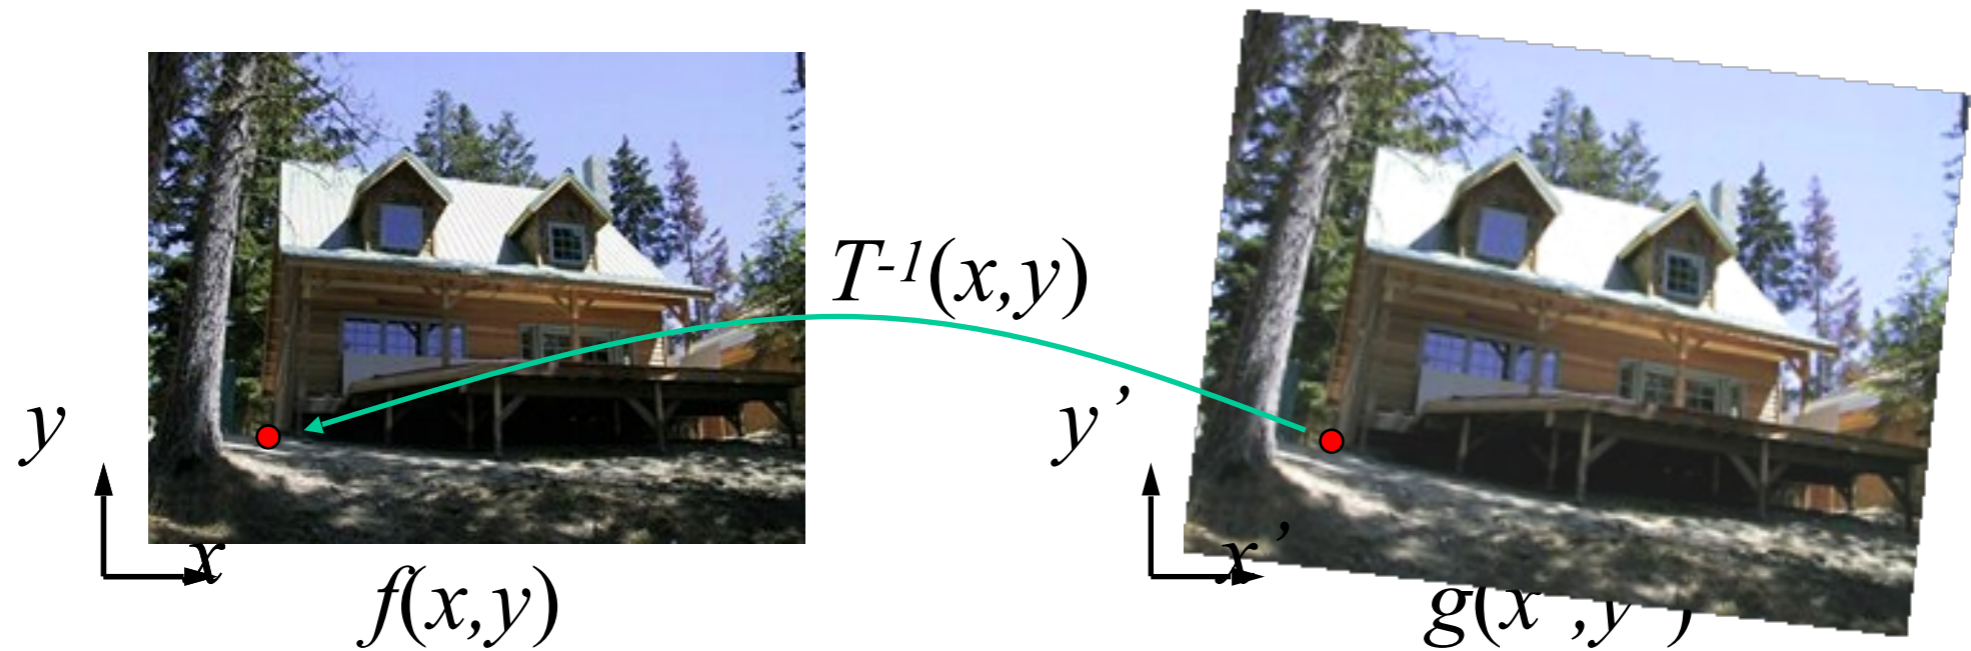 T-1(x,y)
y
y’
x
x’
f(x,y)
g(x’,y’)